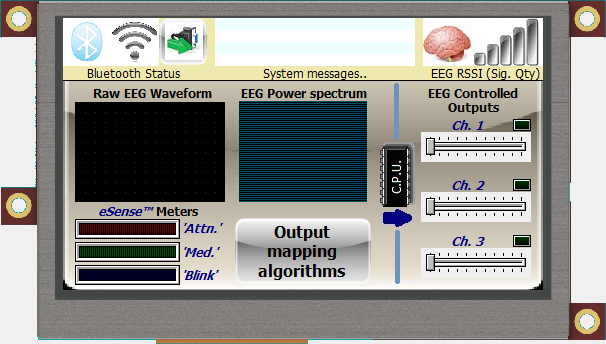 Bluetooth Status
System messages..
EEG RSSI (Sig. Qty)
Raw EEG Waveform
EEG Power spectrum
EEG Controlled
Outputs
Ch. 1
C.P.U.
Ch. 2
eSense™ Meters
'Attn.'
'Med.'
'Blink'
Output
mapping
algorithms
Ch. 3